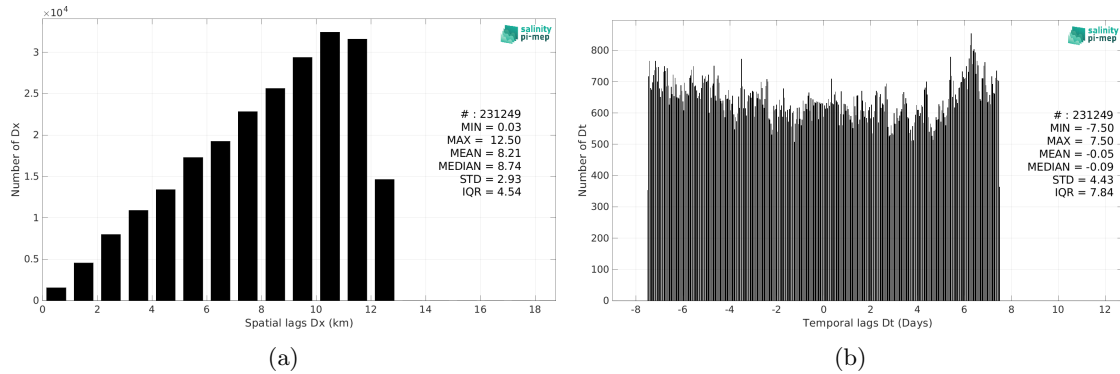 ×10⁴
3
2.5
2
1.5
1
0.5
0
Number of Dx
0 2 4 6 8 10 12 14 16 18
Spatial lags Dx (km)
salinity
pi-mep
# : 231249
MIN = 0.03
MAX = 12.50
MEAN = 8.21
MEDIAN = 8.74
STD = 2.93
IQR = 4.54
(a)
800
700
600
500
400
300
200
100
0
Number of Dt
-8 -6 -4 -2 0 2 4 6 8 10 12
Temporal lags Dt (Days)
salinity
pi-mep
# : 231249
MIN = -7.50
MAX = 7.50
MEAN = -0.05
MEDIAN = -0.09
STD = 4.43
IQR = 7.84
(b)